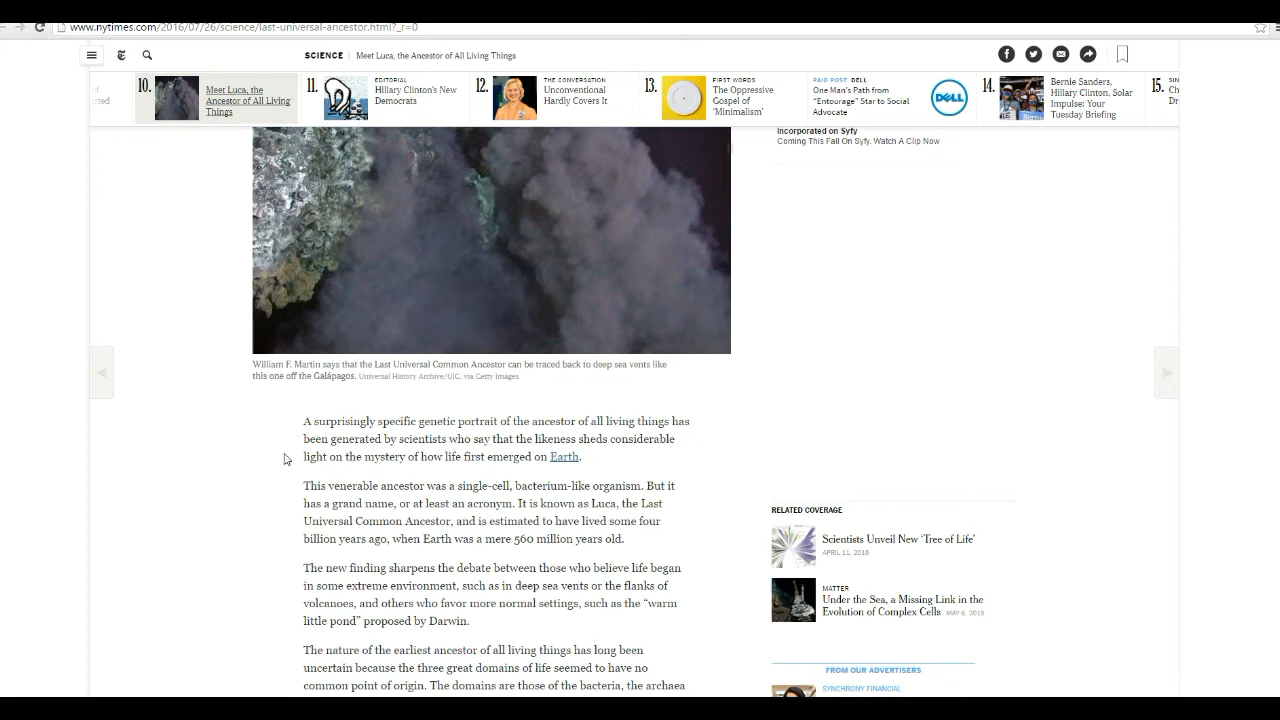 www.nytimes.com/2016/07/26/science/last-universal-ancestor.html?_r=0
SCIENCE | Meet Luca, the Ancestor of All Living Things
of
10.
Meet Luca, the
Ancestor of All Living
Things
11.
EDITORIAL
Hillary Clinton's New
Democrats
12.
THE CONVERSATION
Unconventional
Hardly Covers It
13.
FIRST WORDS
The Oppressive
Gospel of
'Minimalism'
PAID POST: DELL
One Man's Path from
"Entourage" Star to Social
Advocate
DELL
14.
Bernie Sanders,
Hillary Clinton, Solar
Impulse: Your
Tuesday Briefing
15.
Incorporated on Syfy
Coming This Fall On Syfy. Watch A Clip Now
William F. Martin says that the Last Universal Common Ancestor can be traced back to deep sea vents like
this one off the Galápagos. Universal History Archive/UIC, via Getty Images
A surprisingly specific genetic portrait of the ancestor of all living things has
been generated by scientists who say that the likeness sheds considerable
light on the mystery of how life first emerged on Earth.
This venerable ancestor was a single-cell, bacterium-like organism. But it
has a grand name, or at least an acronym. It is known as Luca, the Last
Universal Common Ancestor, and is estimated to have lived some four
billion years ago, when Earth was a mere 560 million years old.
The new finding sharpens the debate between those who believe life began
in some extreme environment, such as in deep sea vents or the flanks of
volcanoes, and others who favor more normal settings, such as the "warm
little pond" proposed by Darwin.
The nature of the earliest ancestor of all living things has long been
uncertain because the three great domains of life seemed to have no
common point of origin. The domains are those of the bacteria, the archaea
RELATED COVERAGE
Scientists Unveil New 'Tree of Life'
APRIL 11, 2016
MATTER
Under the Sea, a Missing Link in the
Evolution of Complex Cells MAY 6, 2015
FROM OUR ADVERTISERS
SYNCHRONY FINANCIAL